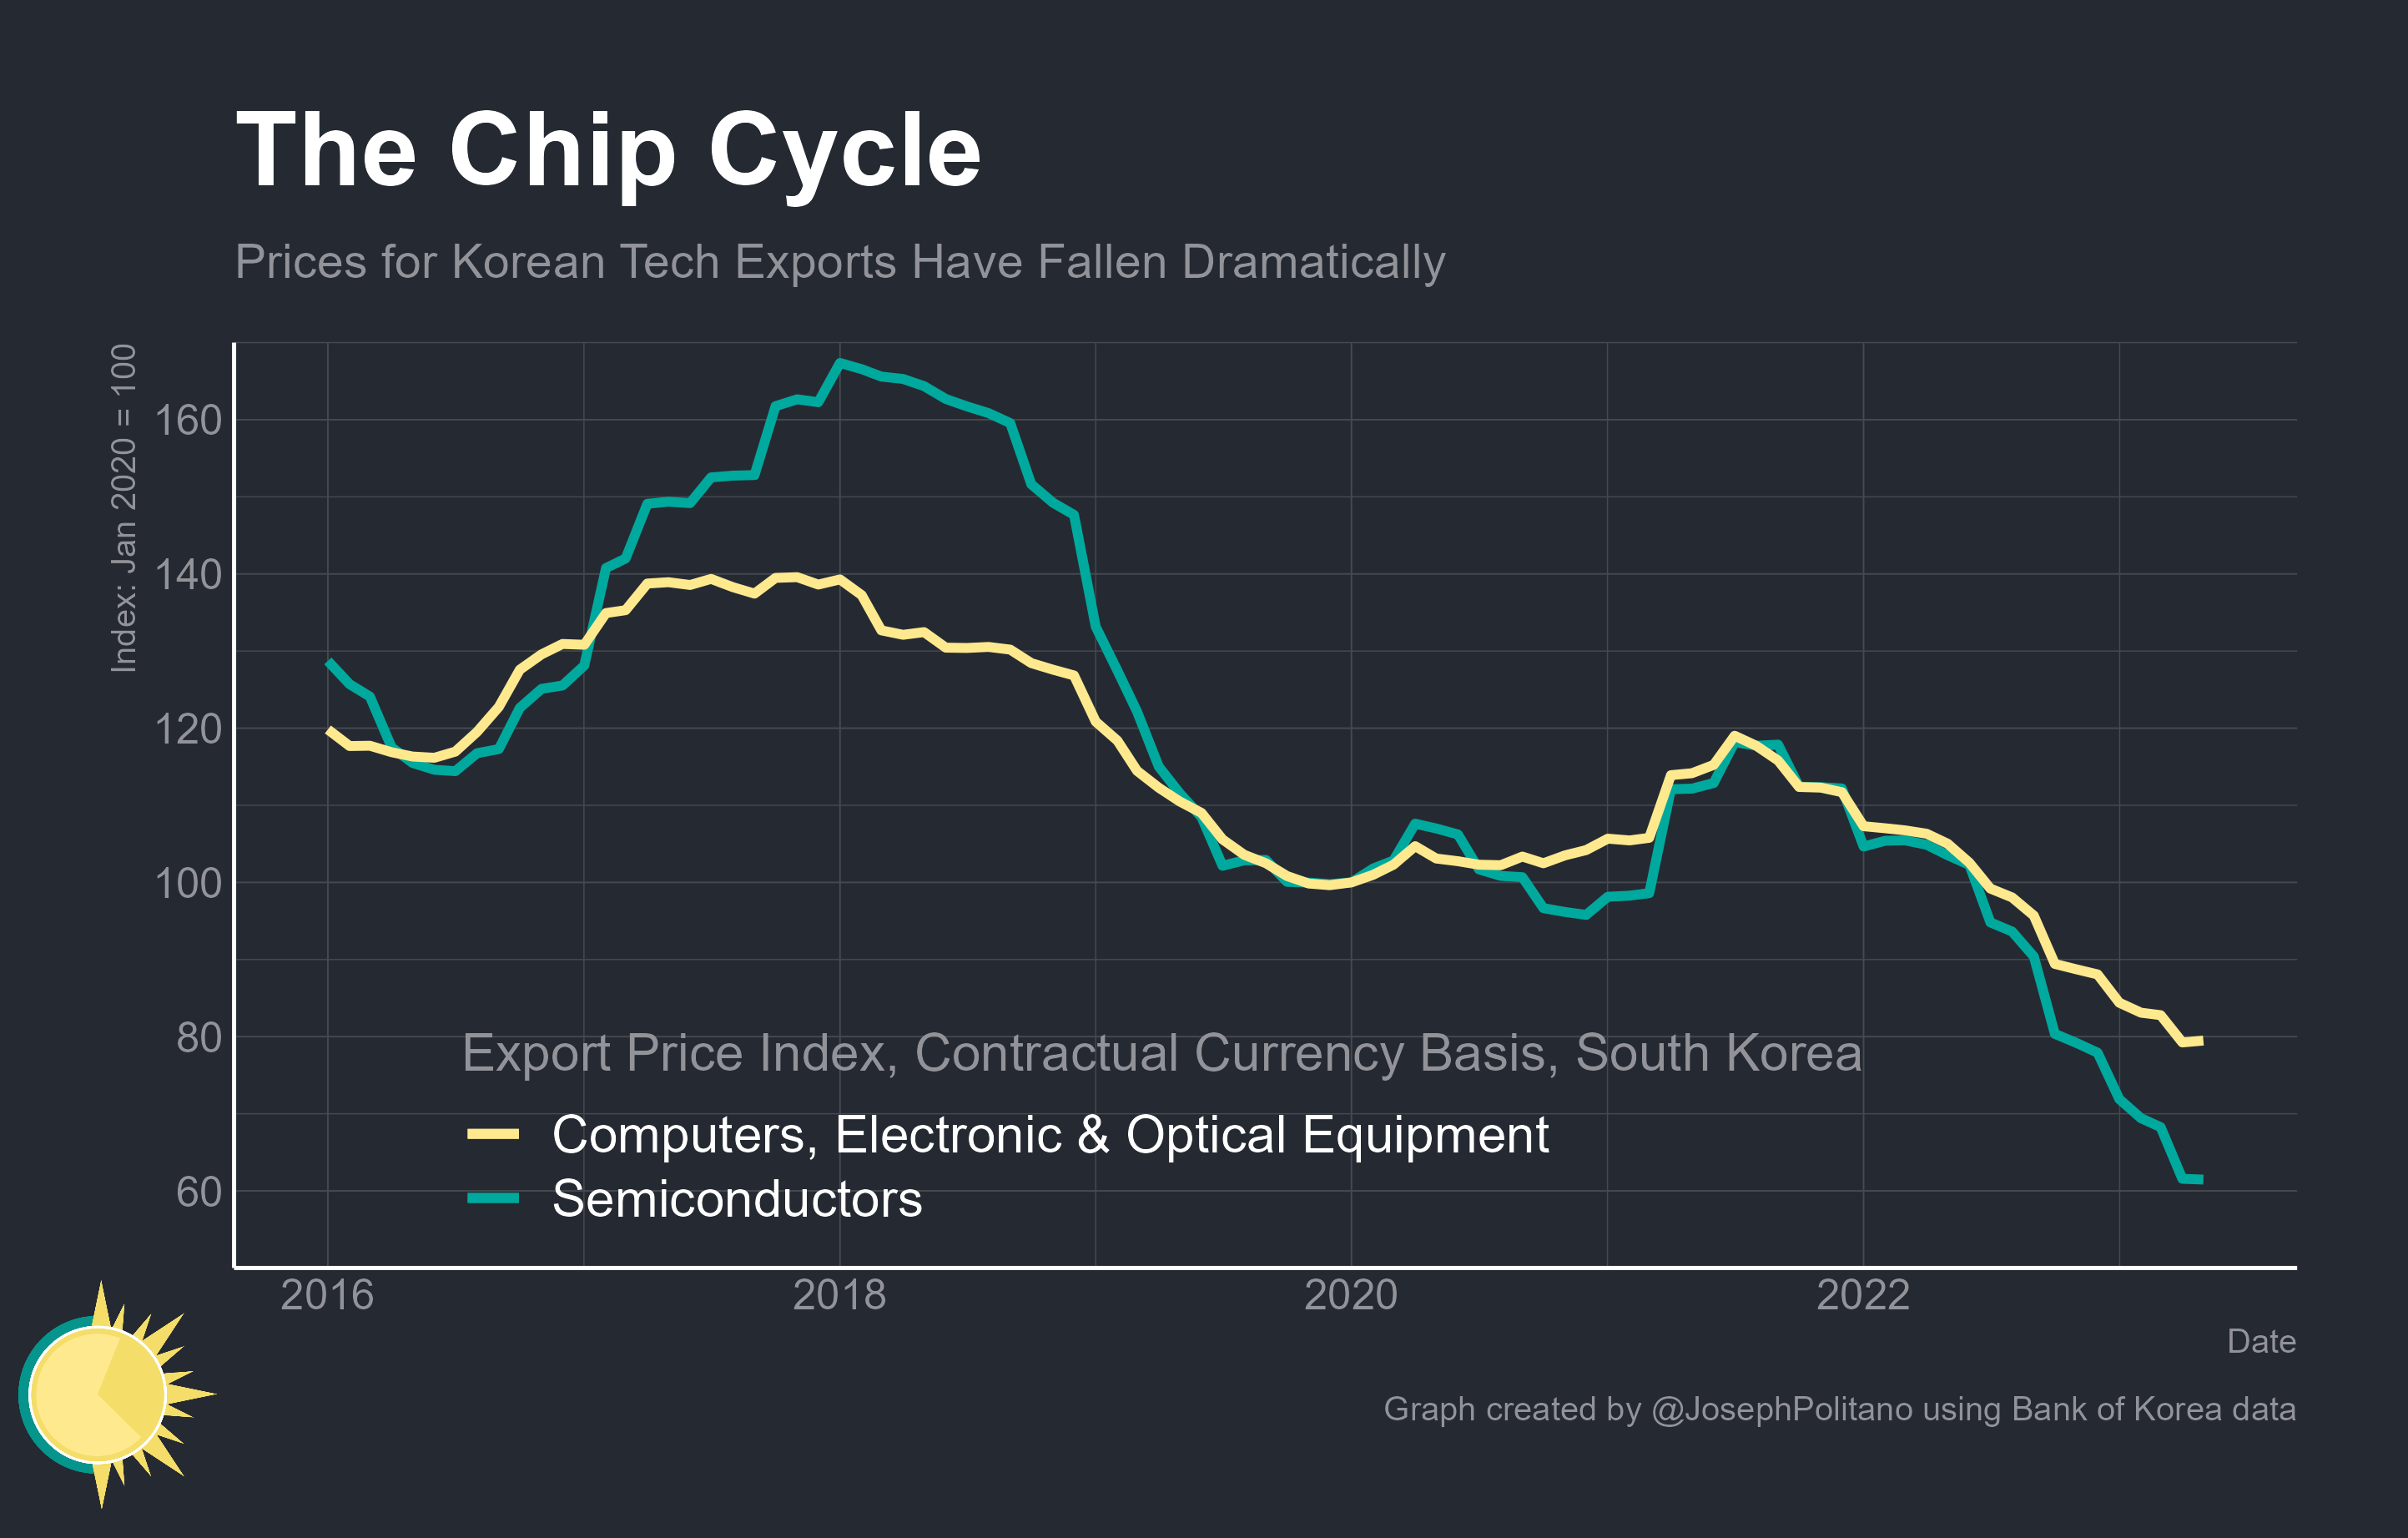 The Chip Cycle
Prices for Korean Tech Exports Have Fallen Dramatically
Index: Jan 2020 = 100
160
140
120
100
80
60
Export Price Index, Contractual Currency Basis, South Korea
Computers, Electronic & Optical Equipment
Semiconductors
2016 2018 2020 2022
Date
Graph created by @JosephPolitano using Bank of Korea data